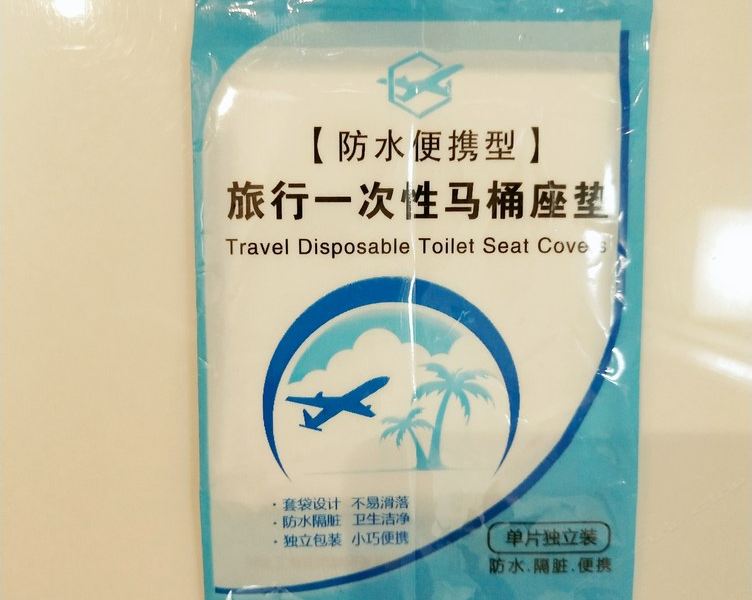 【防水便携型】
旅行一次性马桶座垫
Travel Disposable Toilet Seat Covers
·套袋设计 不易滑落
·防水隔脏 卫生洁净
·独立包装 小巧便携
单片独立装
防水.隔脏.便携